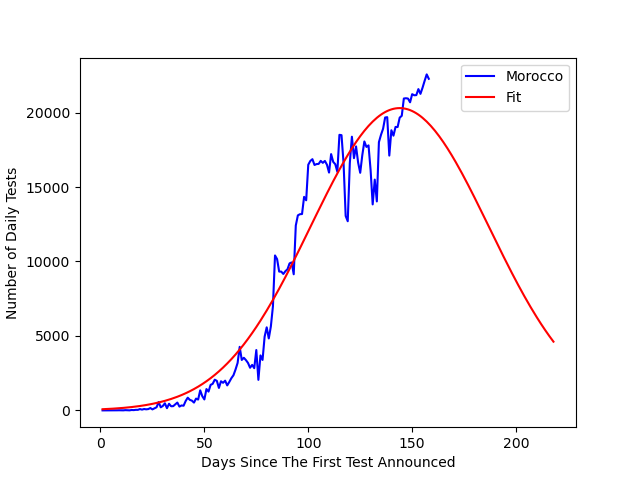 Morocco
Fit
Number of Daily Tests
20000
15000
10000
5000
0
0 50 100 150 200
Days Since The First Test Announced